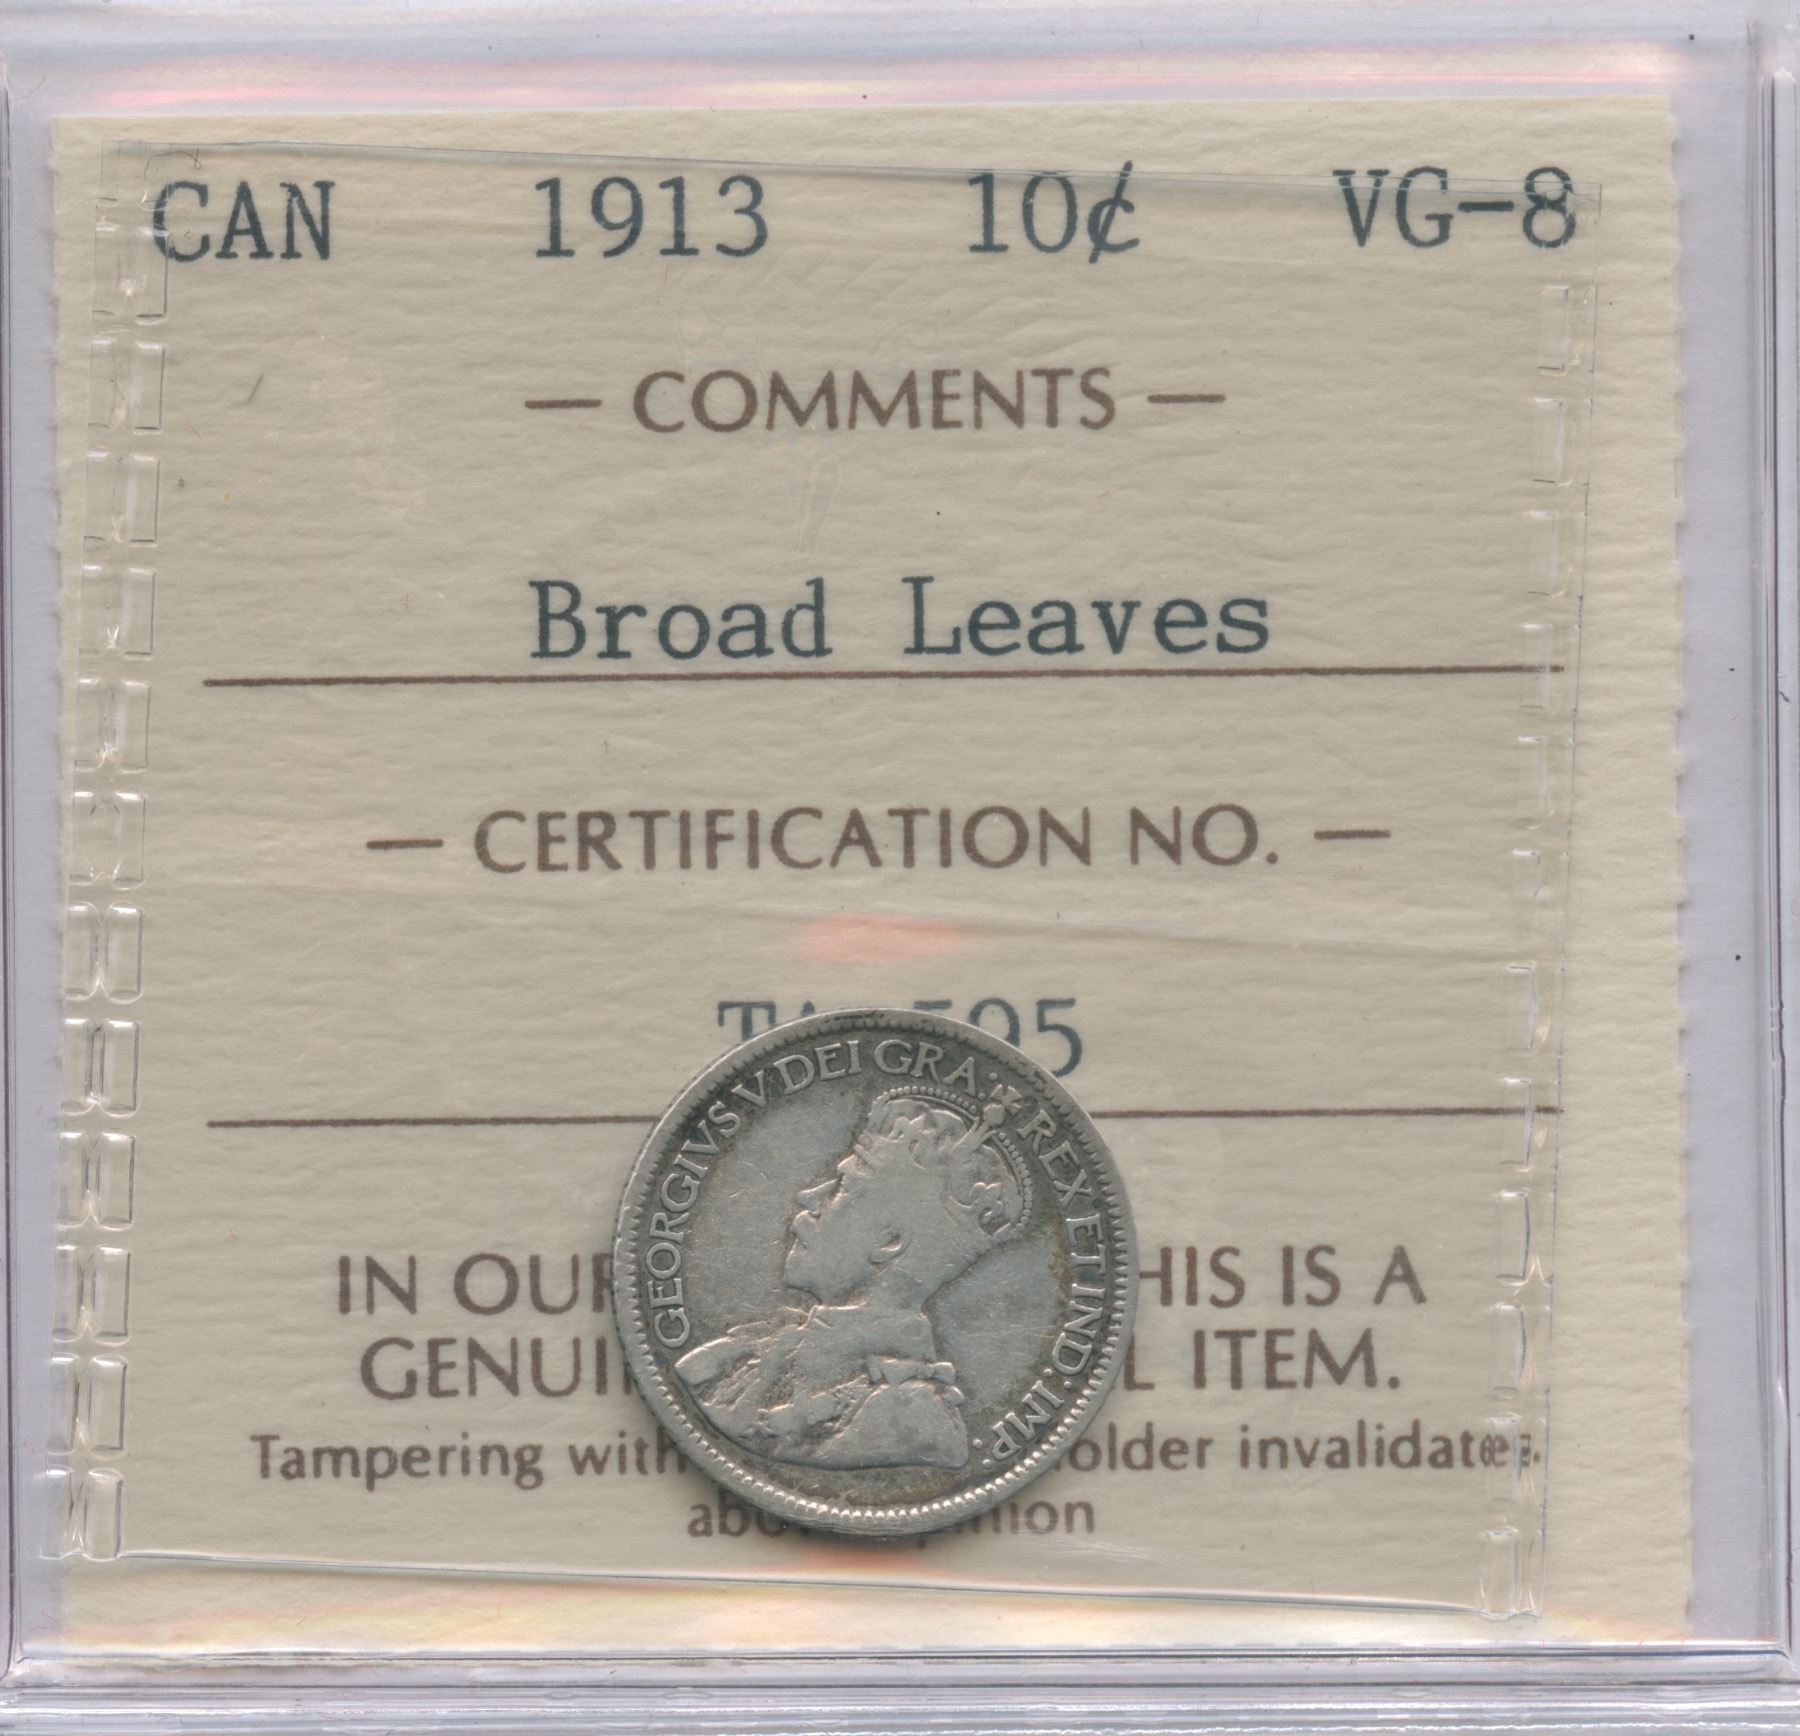 CAN 1913 10¢ VG-8
— COMMENTS —
Broad Leaves
— CERTIFICATION NO. —
595
GEORGIVS V DEI GRA: REX ET IND: IMP:
IN OUR HIS IS A
GENUI L ITEM.
Tampering with older invalidates